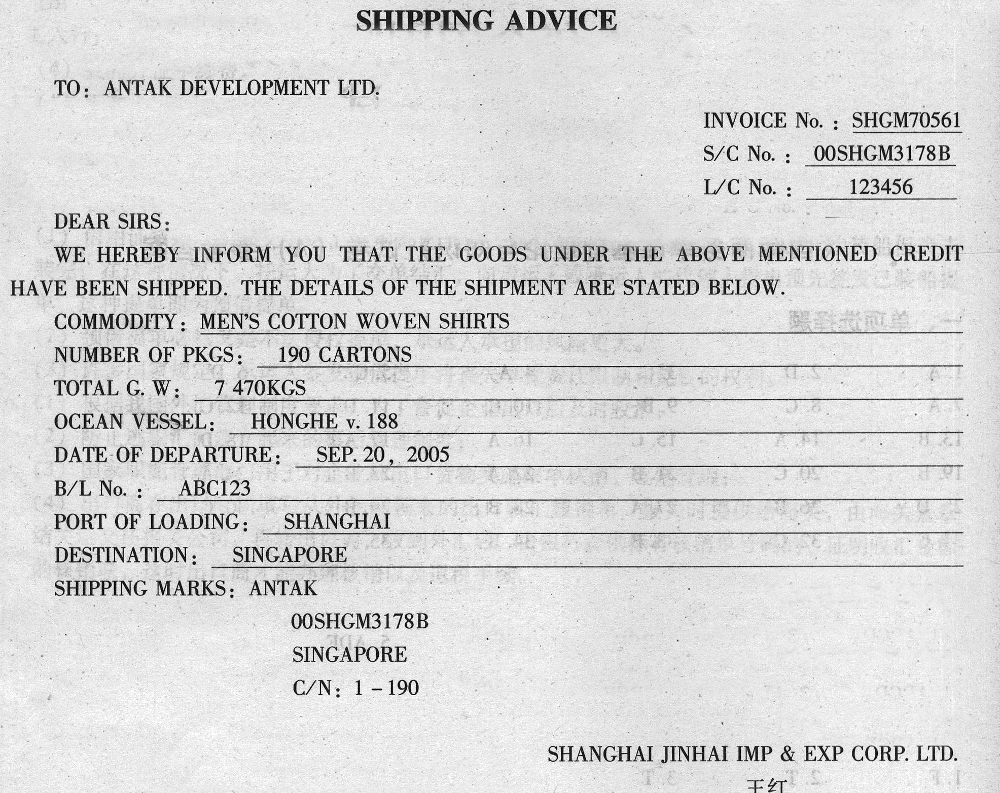 SHIPPING ADVICE
TO: ANTAK DEVELOPMENT LTD.
INVOICE No. : SHGM70561
S/C No. : 00SHGM3178B
L/C No. : 123456
DEAR SIRS:
WE HEREBY INFORM YOU THAT THE GOODS UNDER THE ABOVE MENTIONED CREDIT
HAVE BEEN SHIPPED. THE DETAILS OF THE SHIPMENT ARE STATED BELOW.
COMMODITY: MEN'S COTTON WOVEN SHIRTS
NUMBER OF PKGS: 190 CARTONS
TOTAL G. W: 7 470KGS
OCEAN VESSEL: HONGHE v. 188
DATE OF DEPARTURE: SEP. 20, 2005
B/L No. : ABC123
PORT OF LOADING: SHANGHAI
DESTINATION: SINGAPORE
SHIPPING MARKS: ANTAK
00SHGM3178B
SINGAPORE
C/N: 1 – 190
SHANGHAI JINHAI IMP & EXP CORP. LTD.
王红